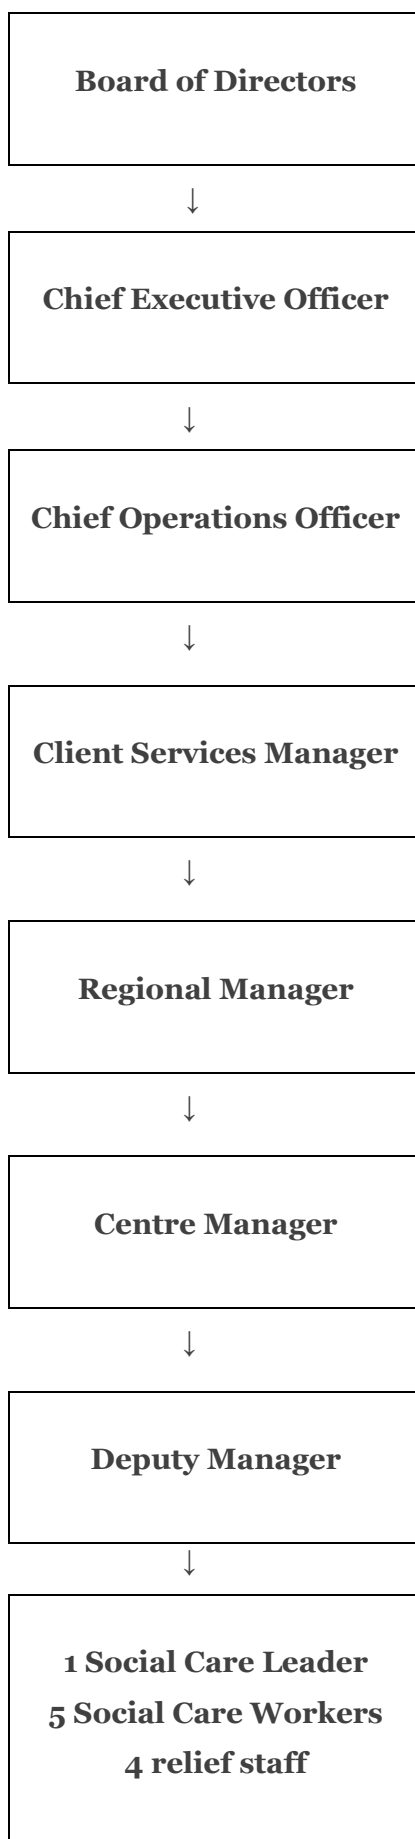 Board of Directors
↓
Chief Executive Officer
↓
Chief Operations Officer
↓
Client Services Manager
↓
Regional Manager
↓
Centre Manager
↓
Deputy Manager
↓
1 Social Care Leader
5 Social Care Workers
4 relief staff